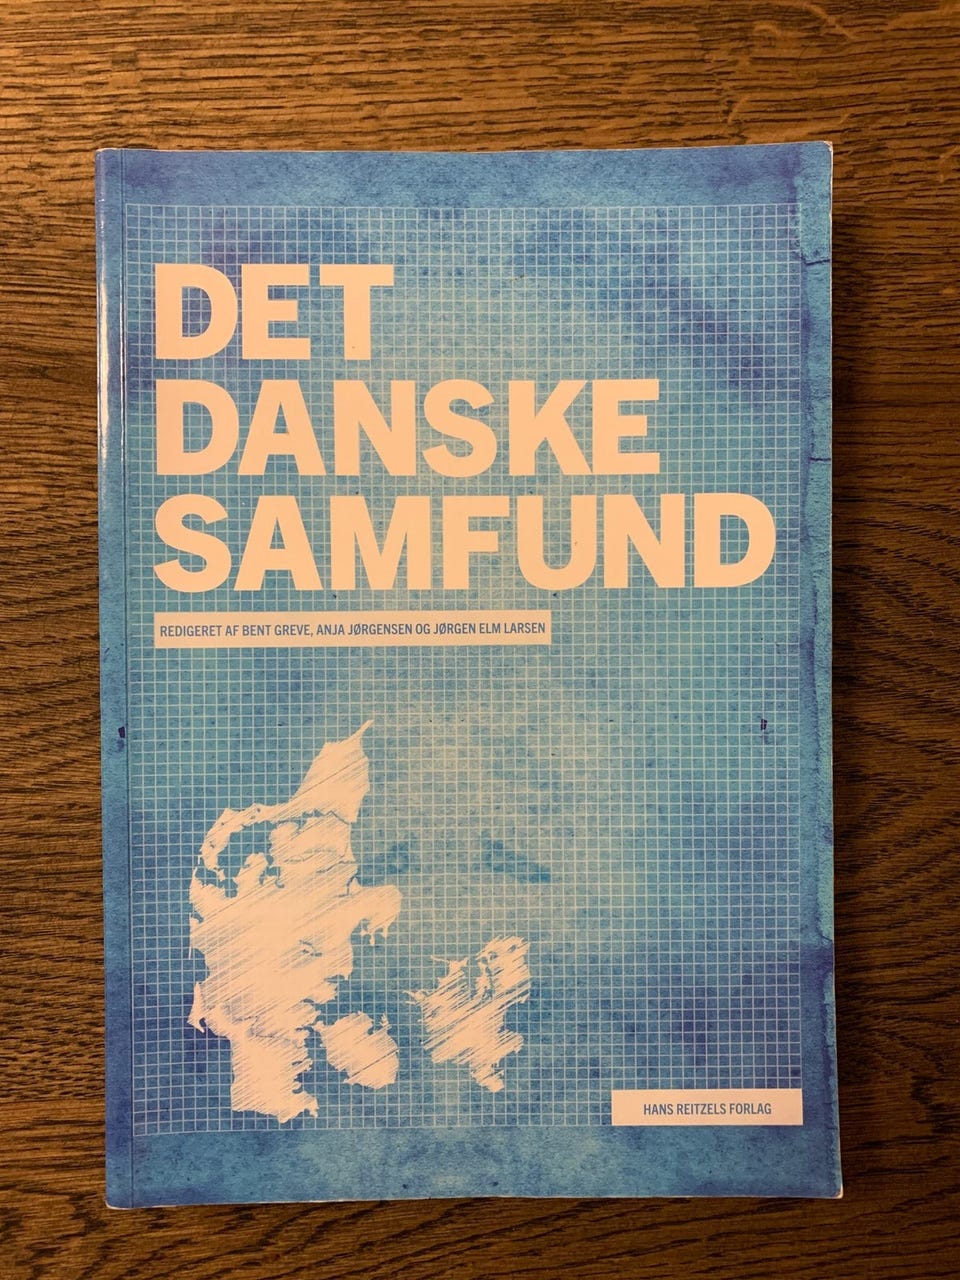 DET
DANSKE
SAMFUND
REDIGERET AF BENT GREVE, ANJA JØRGENSEN OG JØRGEN ELM LARSEN
HANS REITZELS FORLAG